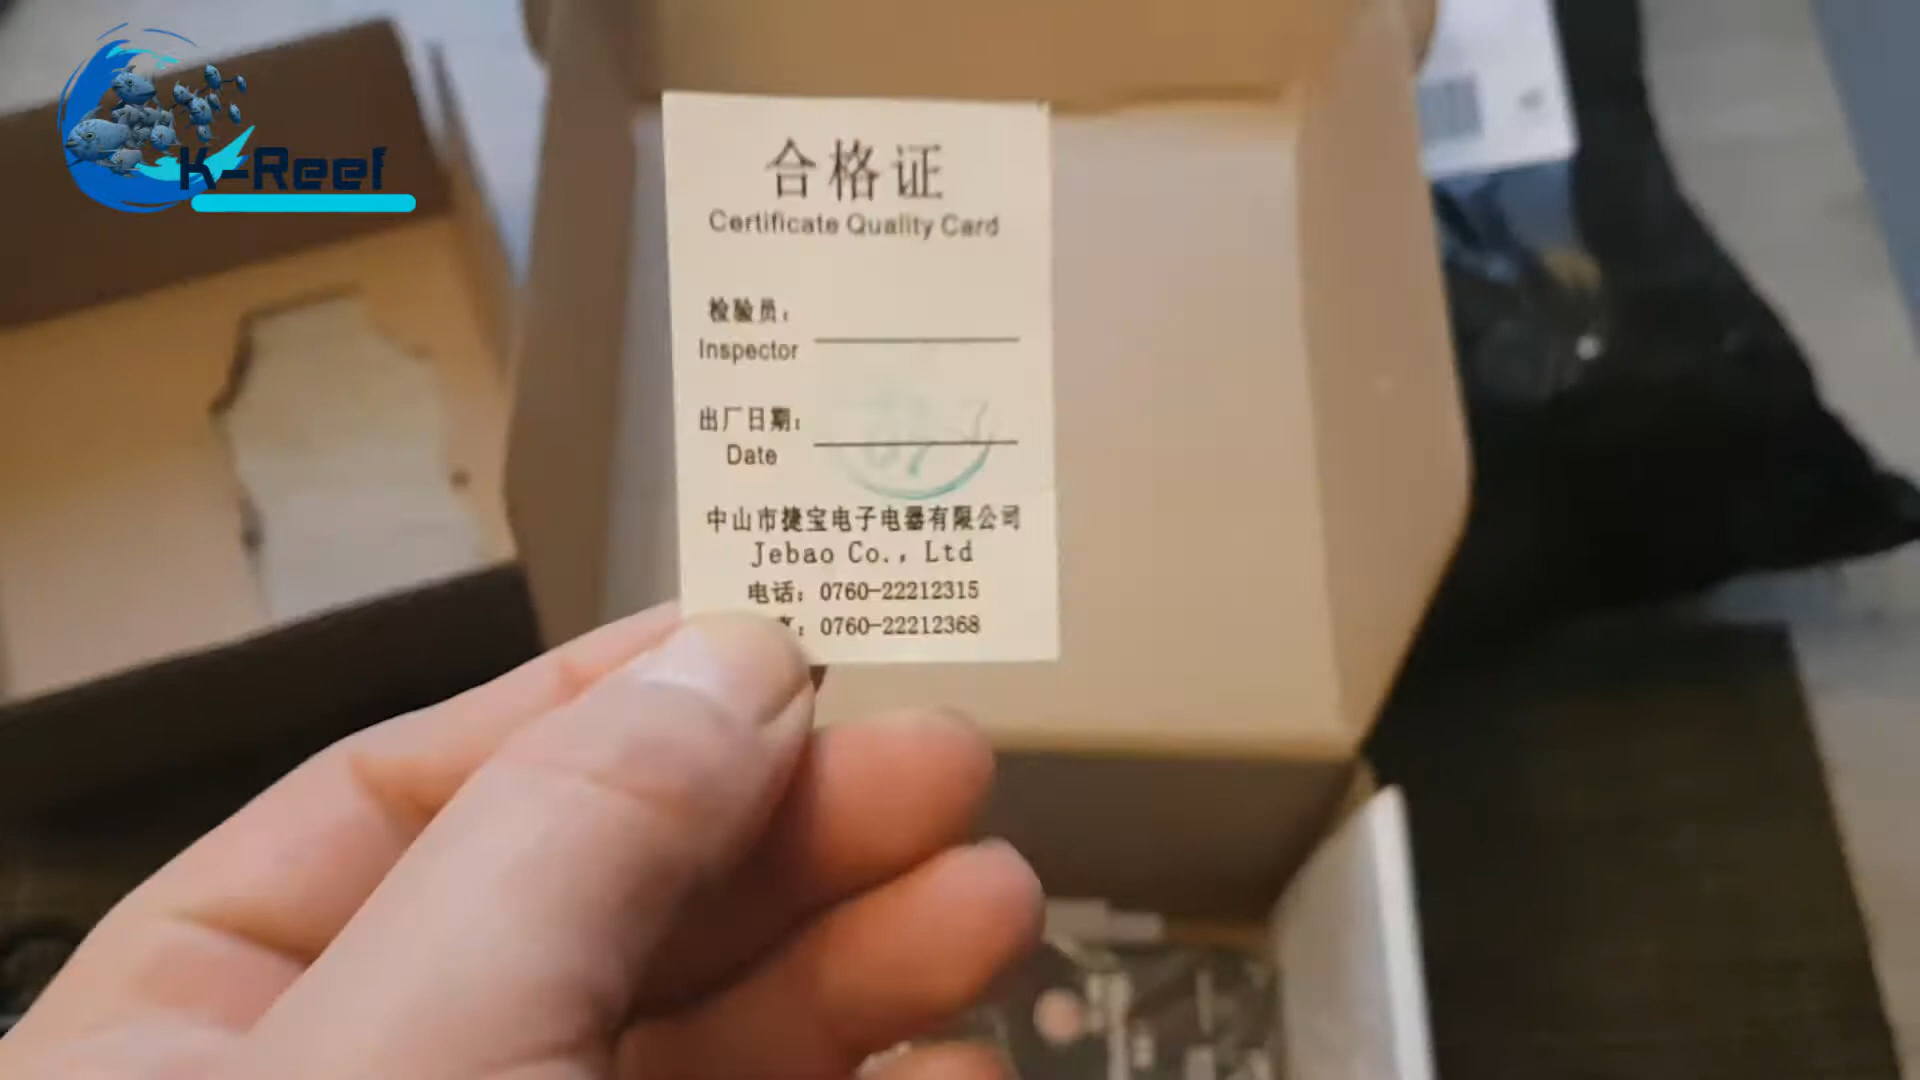 K-Reef
合格证
Certificate Quality Card
检验员：
Inspector
出厂日期：
Date
中山市捷宝电子电器有限公司
Jebao Co., Ltd
电话：0760-22212315
：0760-22212368